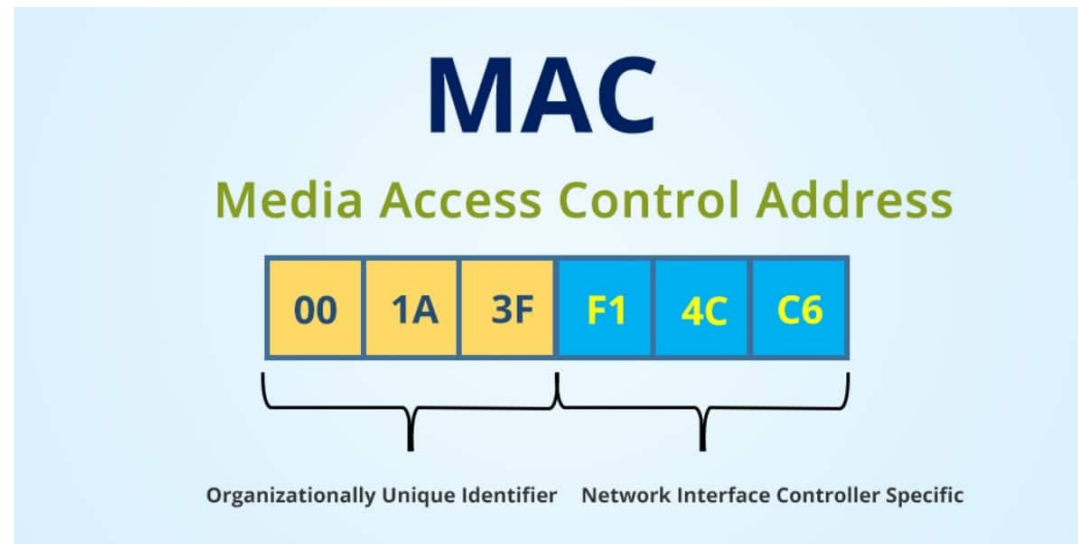 MAC
Media Access Control Address
00 1A 3F F1 4C C6
Organizationally Unique Identifier Network Interface Controller Specific